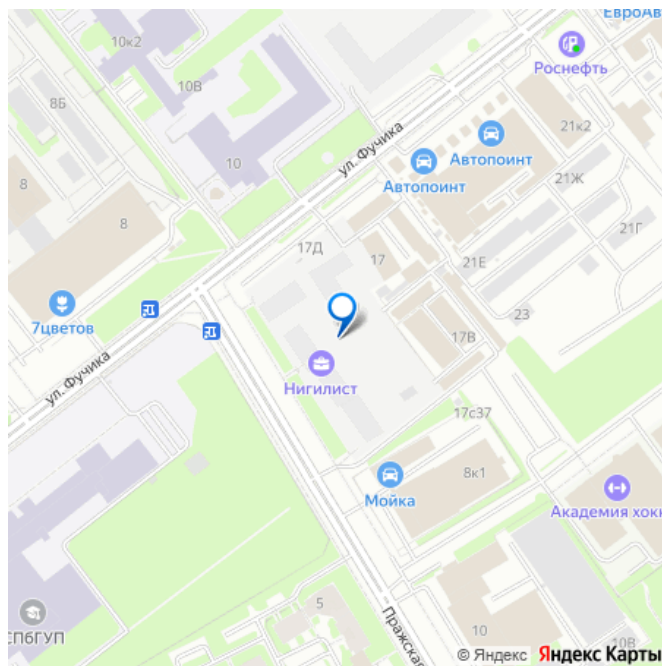 ЕвроАв
10к2
Роснефть
8Б
10В
ул. Фучика
21к2
Автопоинт
10
Автопоинт
8
21Ж
8
17Д
17
21Г
21Е
7цветов
23
17В
ул. Фучика
Нигилист
17с37
8к1
Мойка
Академия хокк
5
СПбГУП
Пражская
10
10В
© Яндекс Яндекс Карты